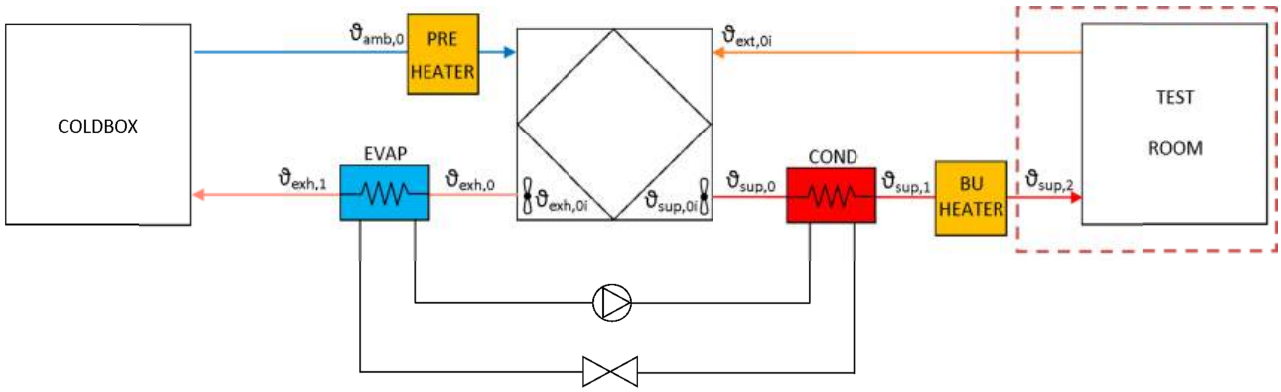 ϑamb,0
PRE
HEATER
ϑext,0i
COLDBOX
TEST
ROOM
EVAP
COND
ϑexh,1
ϑexh,0
ϑexh,0i
ϑsup,0i
ϑsup,0
ϑsup,1
BU
HEATER
ϑsup,2